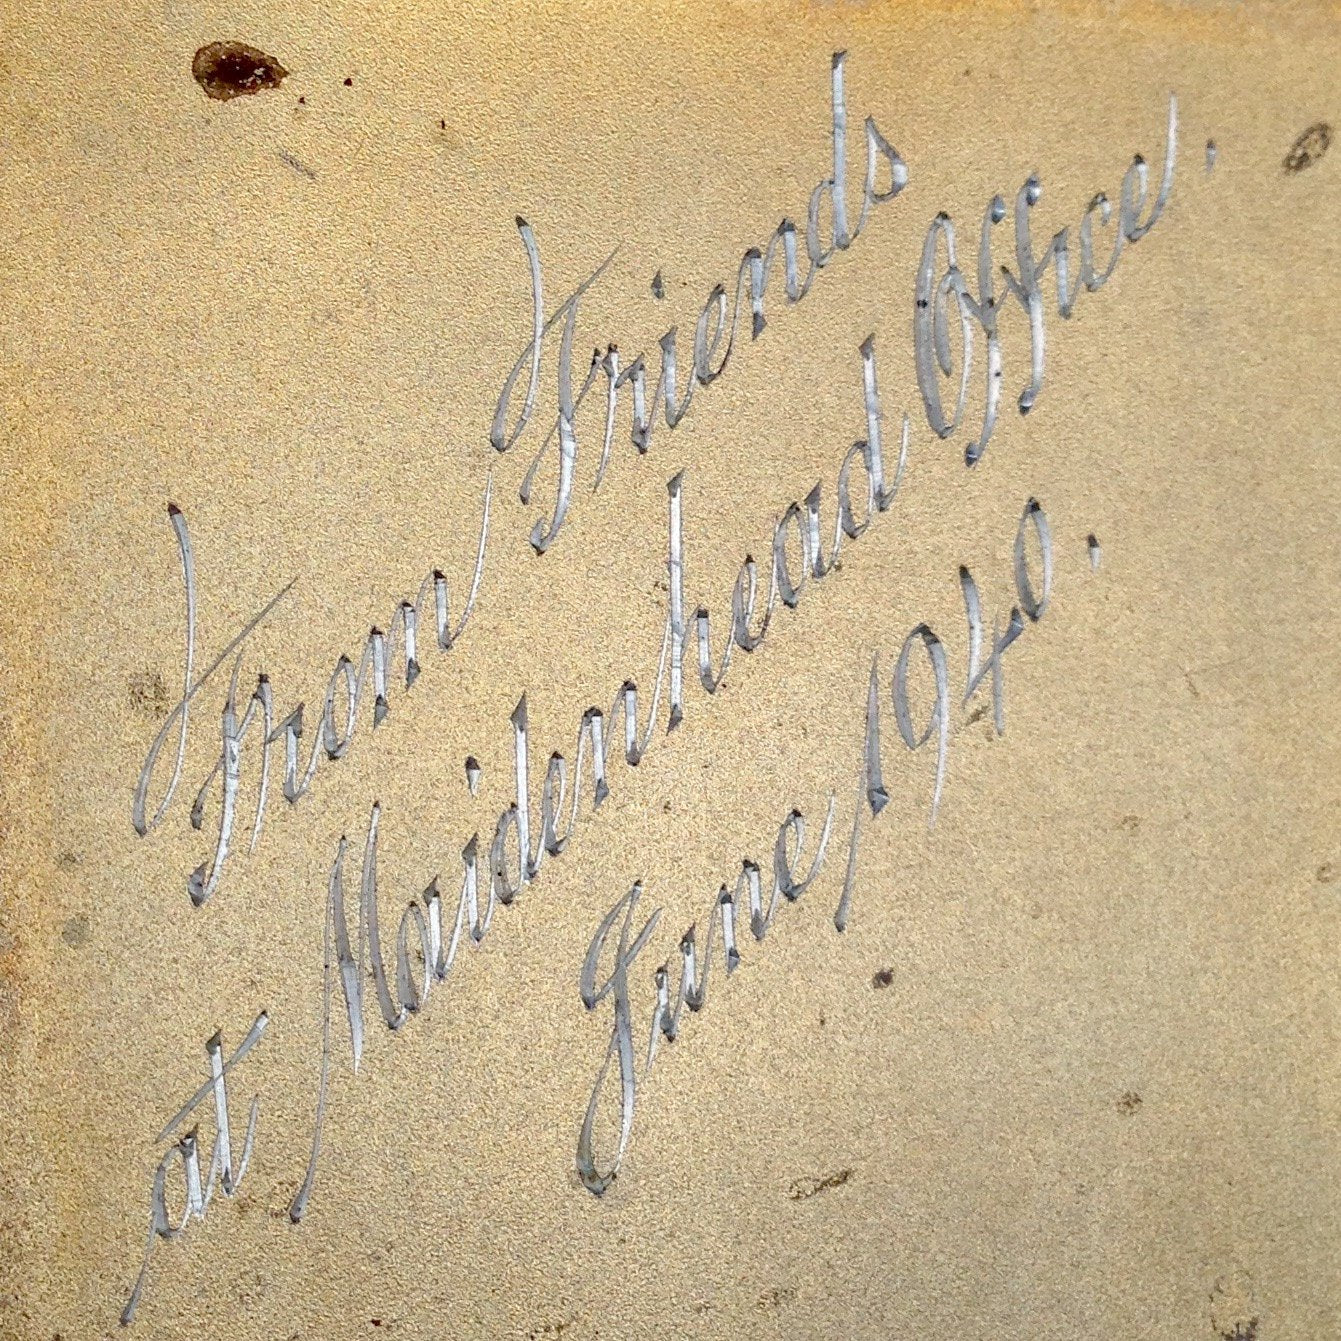 From Friends
at Maidenhead Office.
June 1940.